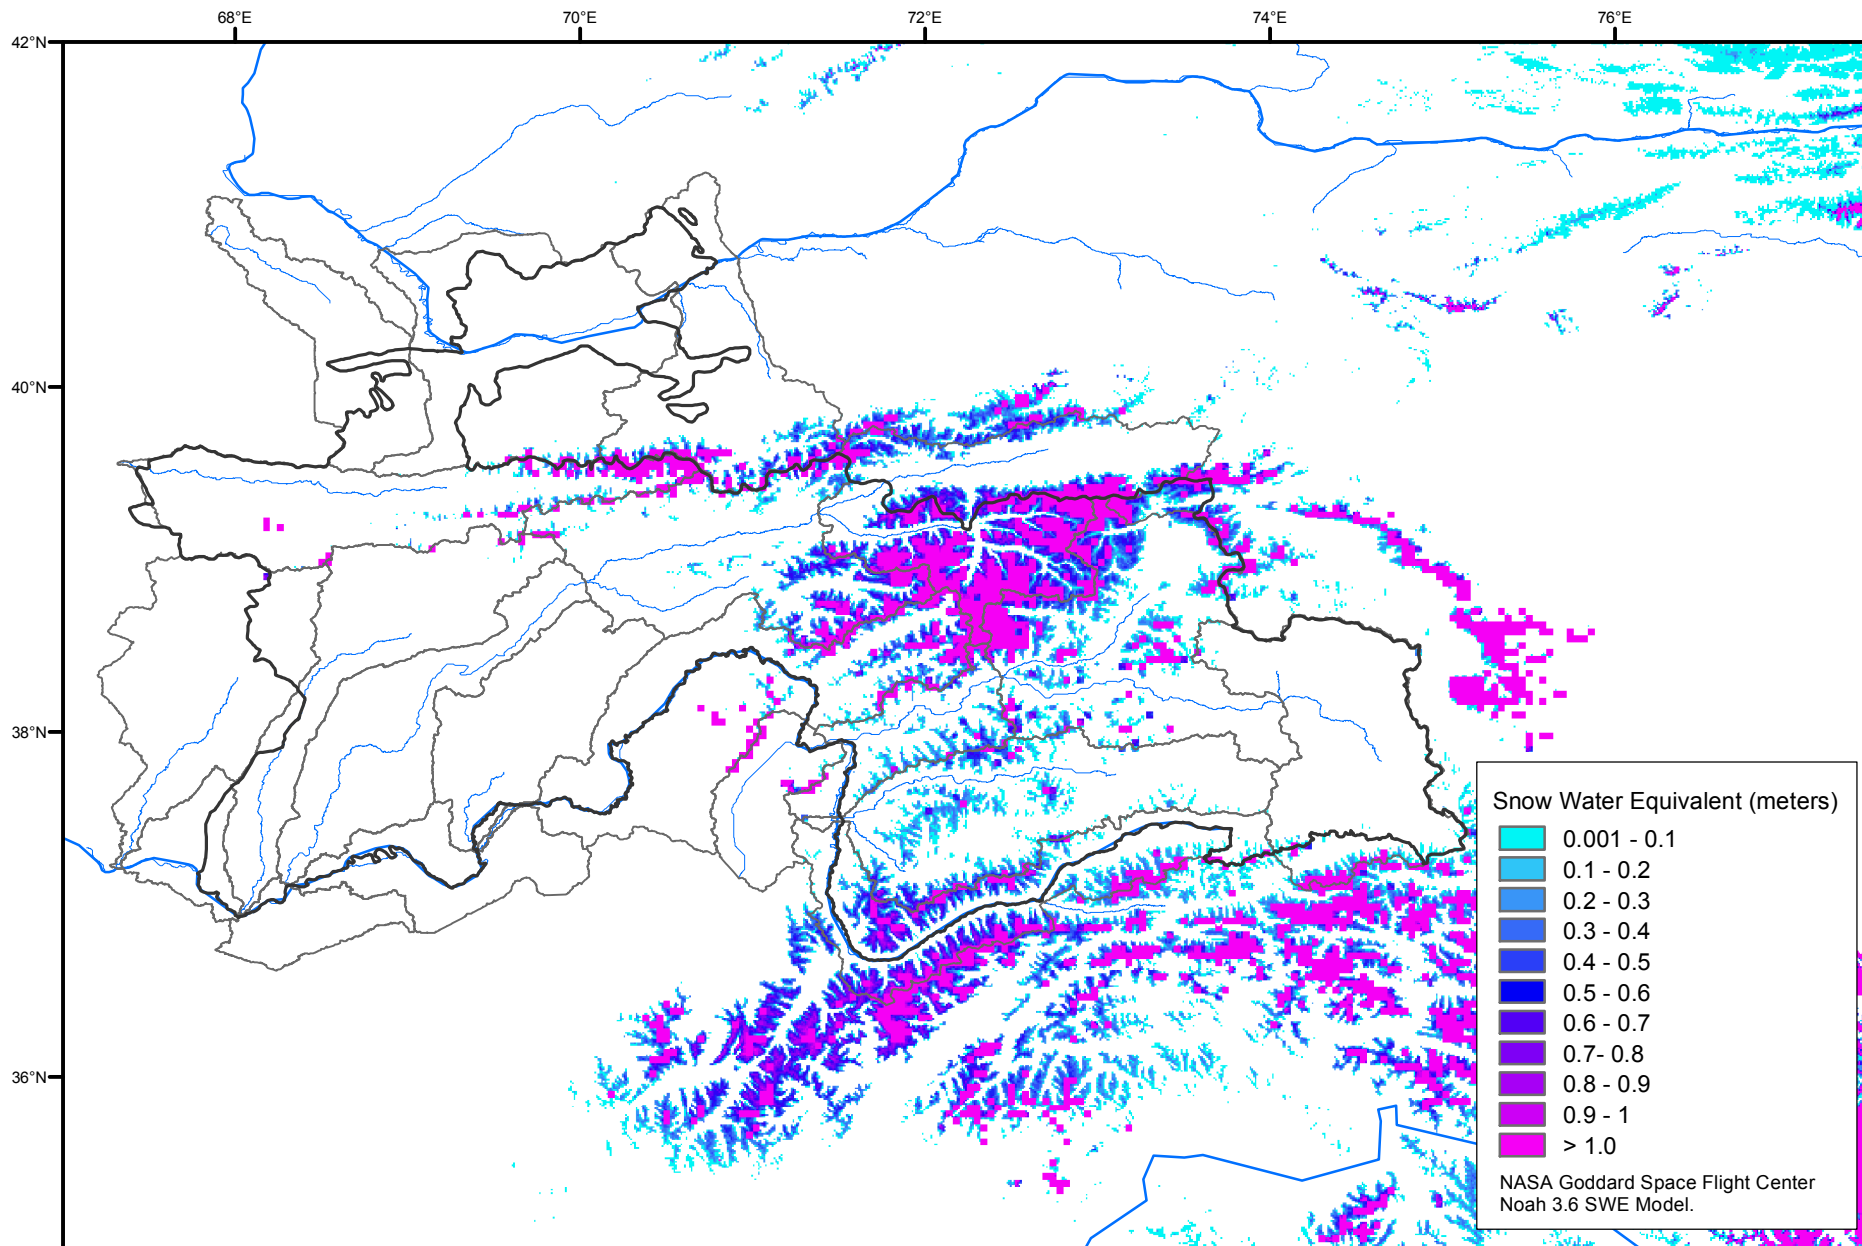 68°E
70°E
72°E
74°E
76°E
42°N
40°N
38°N
36°N
Snow Water Equivalent (meters)
0.001 - 0.1
0.1 - 0.2
0.2 - 0.3
0.3 - 0.4
0.4 - 0.5
0.5 - 0.6
0.6 - 0.7
0.7- 0.8
0.8 - 0.9
0.9 - 1
> 1.0
NASA Goddard Space Flight Center
Noah 3.6 SWE Model.